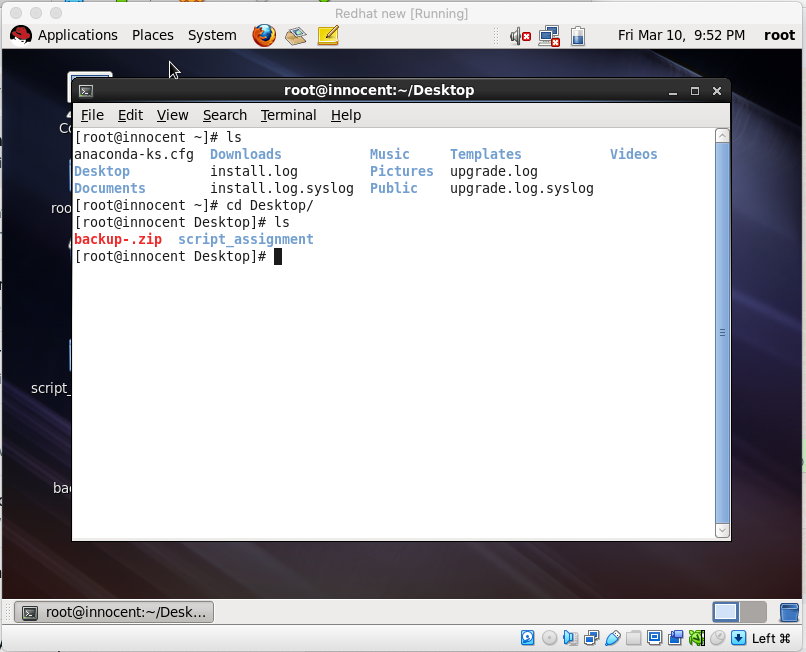 Redhat new [Running]
Applications Places System Fri Mar 10, 9:52 PM root
root@innocent:~/Desktop
File Edit View Search Terminal Help
[root@innocent ~]# ls
anaconda-ks.cfg Downloads Music Templates Videos
Desktop install.log Pictures upgrade.log
Documents install.log.syslog Public upgrade.log.syslog
[root@innocent ~]# cd Desktop/
[root@innocent Desktop]# ls
backup-.zip script_assignment
[root@innocent Desktop]#
Co
roo
script_
bac
root@innocent:~/Desk...
Left ⌘